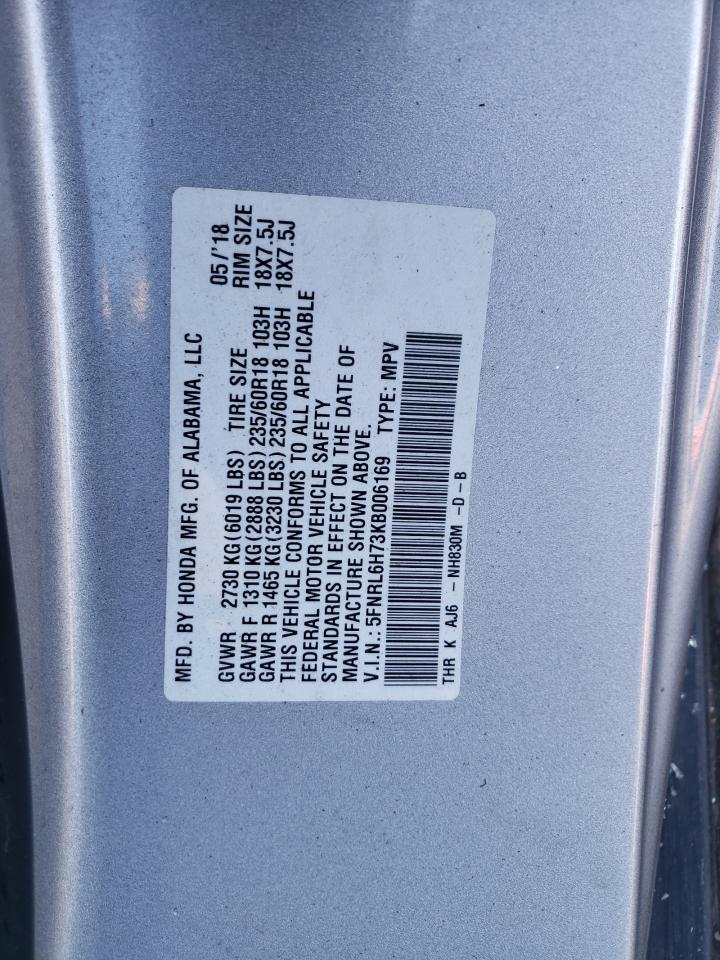 MFD. BY HONDA MFG. OF ALABAMA, LLC 05/'18
GVWR 2730 KG(6019 LBS) TIRE SIZE RIM SIZE
GAWR F 1310 KG(2888 LBS)235/60R18 103H 18X7.5J
GAWR R 1465 KG(3230 LBS)235/60R18 103H 18X7.5J
THIS VEHICLE CONFORMS TO ALL APPLICABLE
FEDERAL MOTOR VEHICLE SAFETY
STANDARDS IN EFFECT ON THE DATE OF
MANUFACTURE SHOWN ABOVE.
V.I.N.:5FNRL6H73KB006169 TYPE: MPV
THR K AJ6 - NH830M -D-B